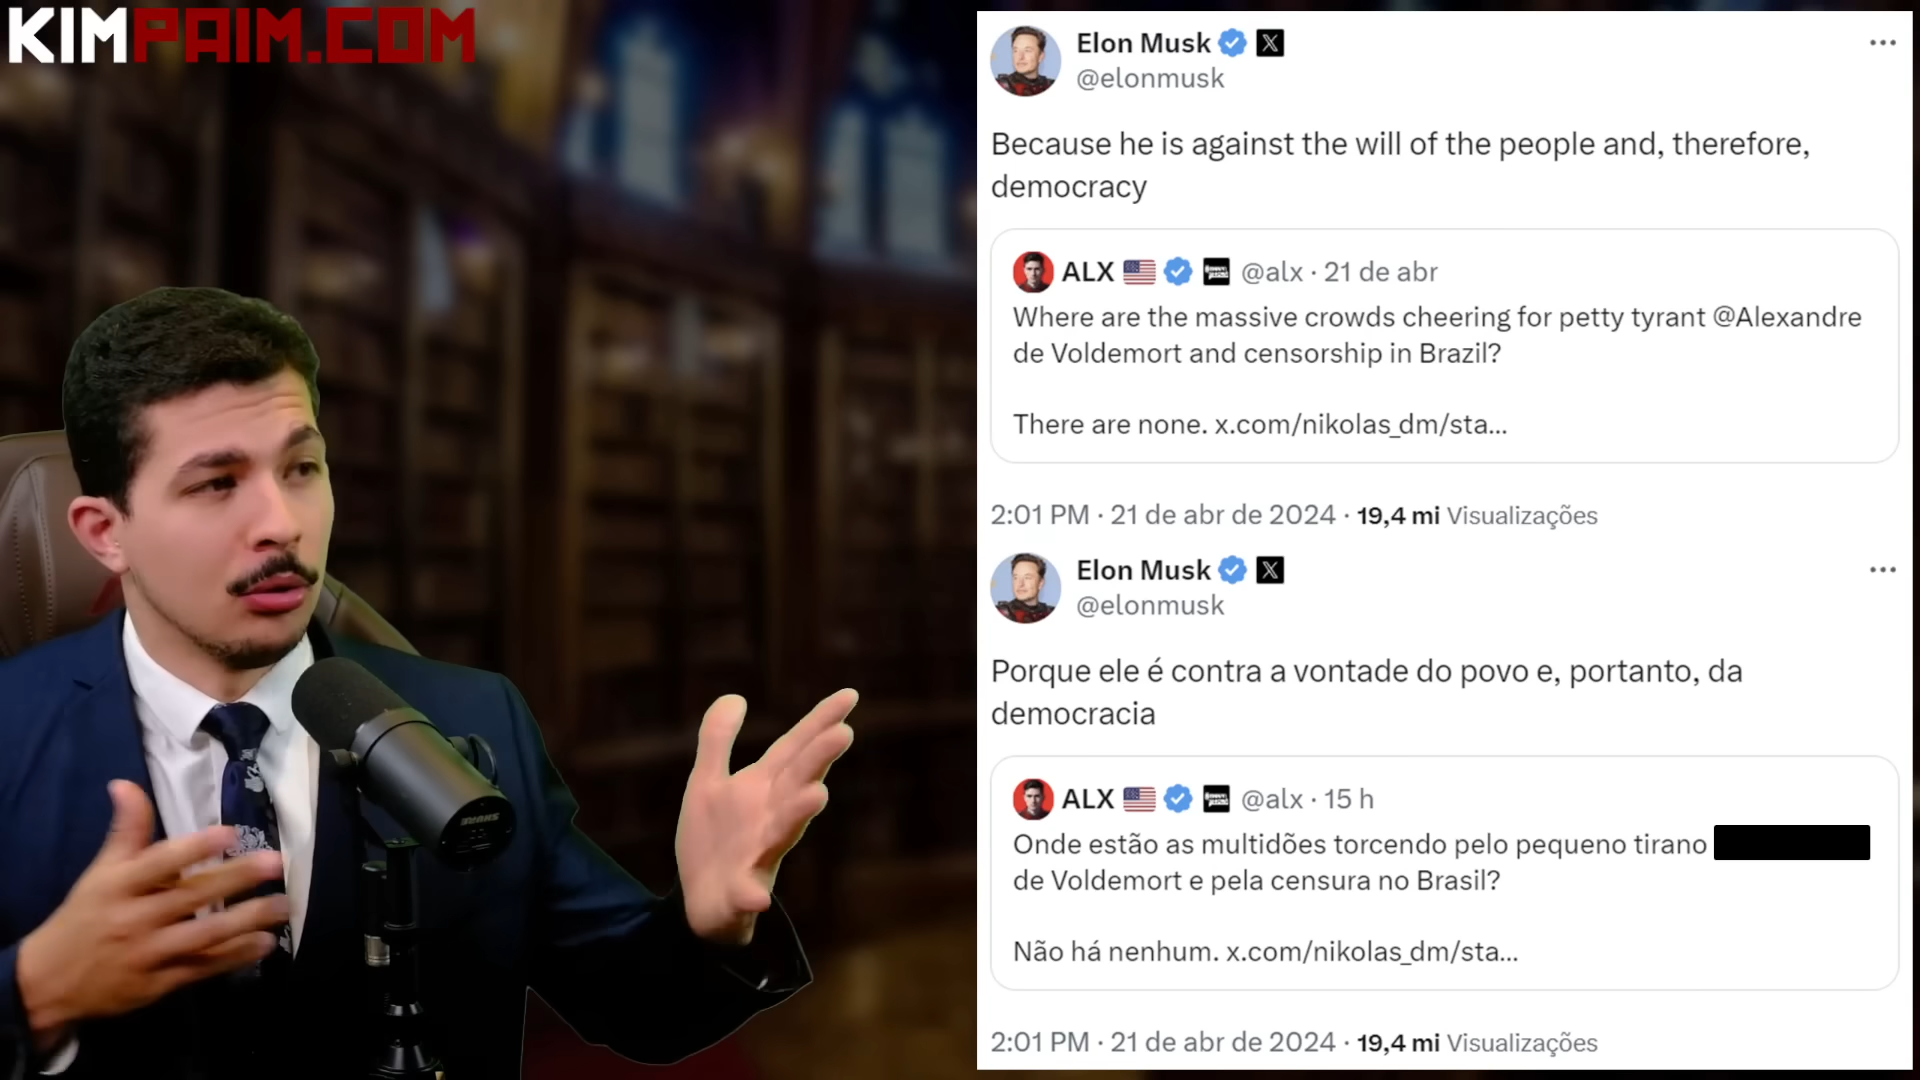 KIMPAIM.COM
Elon Musk
@elonmusk
Because he is against the will of the people and, therefore,
democracy
ALX @alx · 21 de abr
Where are the massive crowds cheering for petty tyrant @Alexandre
de Voldemort and censorship in Brazil?
There are none. x.com/nikolas_dm/sta...
2:01 PM · 21 de abr de 2024 · 19,4 mi Visualizações
Elon Musk
@elonmusk
Porque ele é contra a vontade do povo e, portanto, da
democracia
ALX @alx · 15 h
Onde estão as multidões torcendo pelo pequeno tirano
de Voldemort e pela censura no Brasil?
Não há nenhum. x.com/nikolas_dm/sta...
2:01 PM · 21 de abr de 2024 · 19,4 mi Visualizações
SHURE